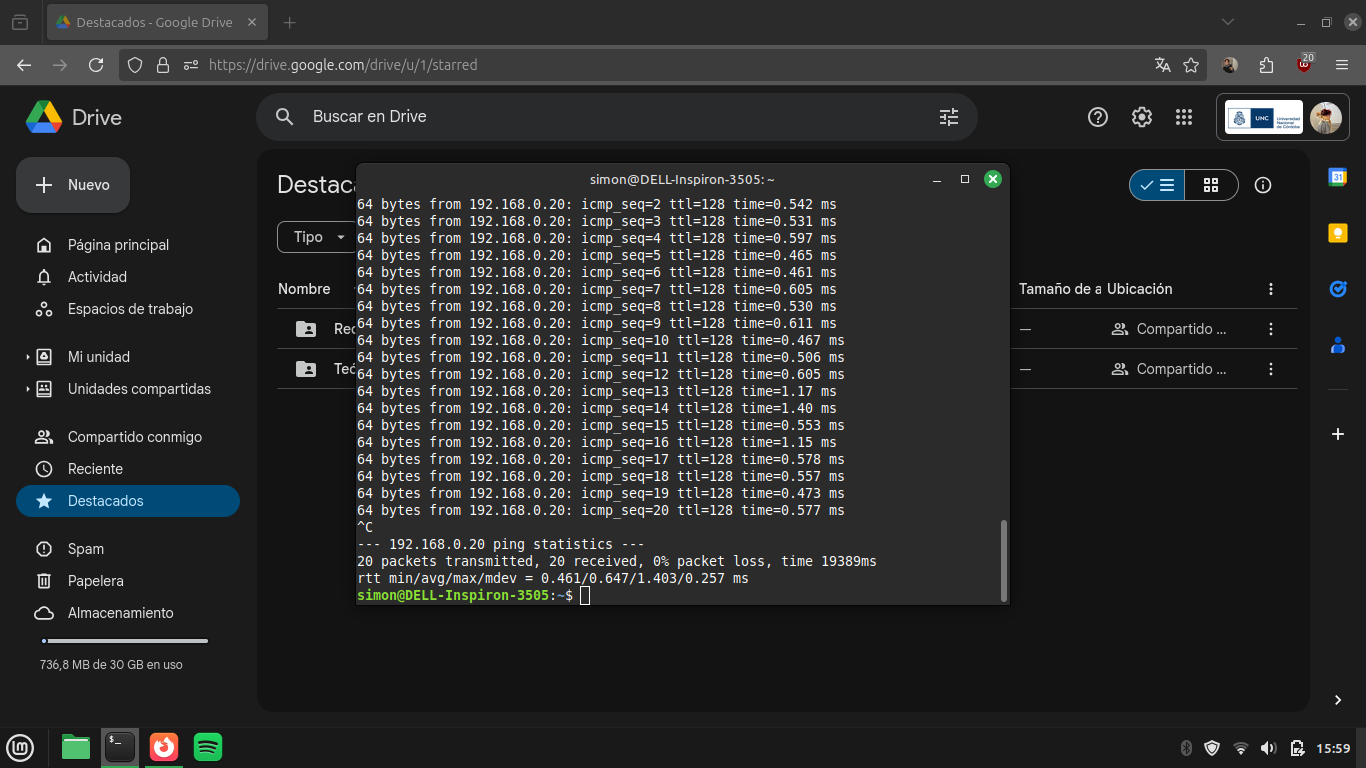 Destacados - Google Drive
20
https://drive.google.com/drive/u/1/starred
Drive
Buscar en Drive
UNC
Universidad
Nacional
de Córdoba
Nuevo
Destac
simon@DELL-Inspiron-3505: ~
31
Tipo
Página principal
Actividad
Espacios de trabajo
Mi unidad
Unidades compartidas
Compartido conmigo
Reciente
Destacados
Spam
Papelera
Almacenamiento
736,8 MB de 30 GB en uso
Nombre
Tamaño de a Ubicación
Rec
— Compartido ...
Teó
— Compartido ...
64 bytes from 192.168.0.20: icmp_seq=2 ttl=128 time=0.542 ms
64 bytes from 192.168.0.20: icmp_seq=3 ttl=128 time=0.531 ms
64 bytes from 192.168.0.20: icmp_seq=4 ttl=128 time=0.597 ms
64 bytes from 192.168.0.20: icmp_seq=5 ttl=128 time=0.465 ms
64 bytes from 192.168.0.20: icmp_seq=6 ttl=128 time=0.461 ms
64 bytes from 192.168.0.20: icmp_seq=7 ttl=128 time=0.605 ms
64 bytes from 192.168.0.20: icmp_seq=8 ttl=128 time=0.530 ms
64 bytes from 192.168.0.20: icmp_seq=9 ttl=128 time=0.611 ms
64 bytes from 192.168.0.20: icmp_seq=10 ttl=128 time=0.467 ms
64 bytes from 192.168.0.20: icmp_seq=11 ttl=128 time=0.506 ms
64 bytes from 192.168.0.20: icmp_seq=12 ttl=128 time=0.605 ms
64 bytes from 192.168.0.20: icmp_seq=13 ttl=128 time=1.17 ms
64 bytes from 192.168.0.20: icmp_seq=14 ttl=128 time=1.40 ms
64 bytes from 192.168.0.20: icmp_seq=15 ttl=128 time=0.553 ms
64 bytes from 192.168.0.20: icmp_seq=16 ttl=128 time=1.15 ms
64 bytes from 192.168.0.20: icmp_seq=17 ttl=128 time=0.578 ms
64 bytes from 192.168.0.20: icmp_seq=18 ttl=128 time=0.557 ms
64 bytes from 192.168.0.20: icmp_seq=19 ttl=128 time=0.473 ms
64 bytes from 192.168.0.20: icmp_seq=20 ttl=128 time=0.577 ms
^C
--- 192.168.0.20 ping statistics ---
20 packets transmitted, 20 received, 0% packet loss, time 19389ms
rtt min/avg/max/mdev = 0.461/0.647/1.403/0.257 ms
simon@DELL-Inspiron-3505:~$
$_
15:59